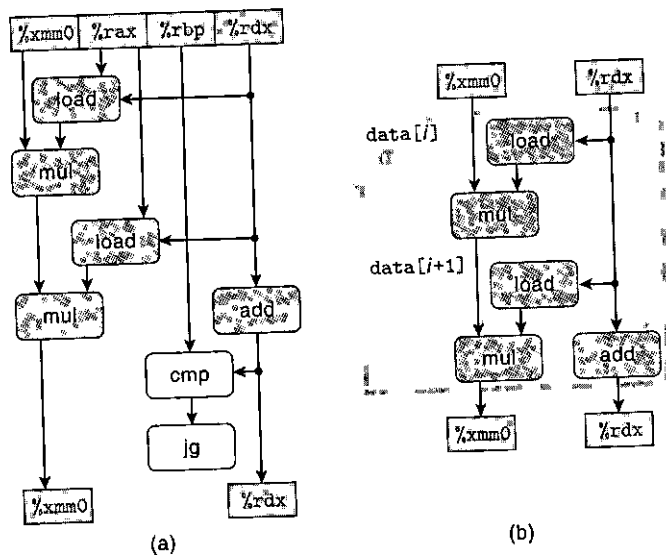 %xmm0 %rax %rbp %rdx
load
mul
load
mul
add
cmp
jg
%xmm0
%rdx
(a)
%xmm0
%rdx
data[i]
load
mul
data[i+1]
load
mul
add
%xmm0
%rdx
(b)